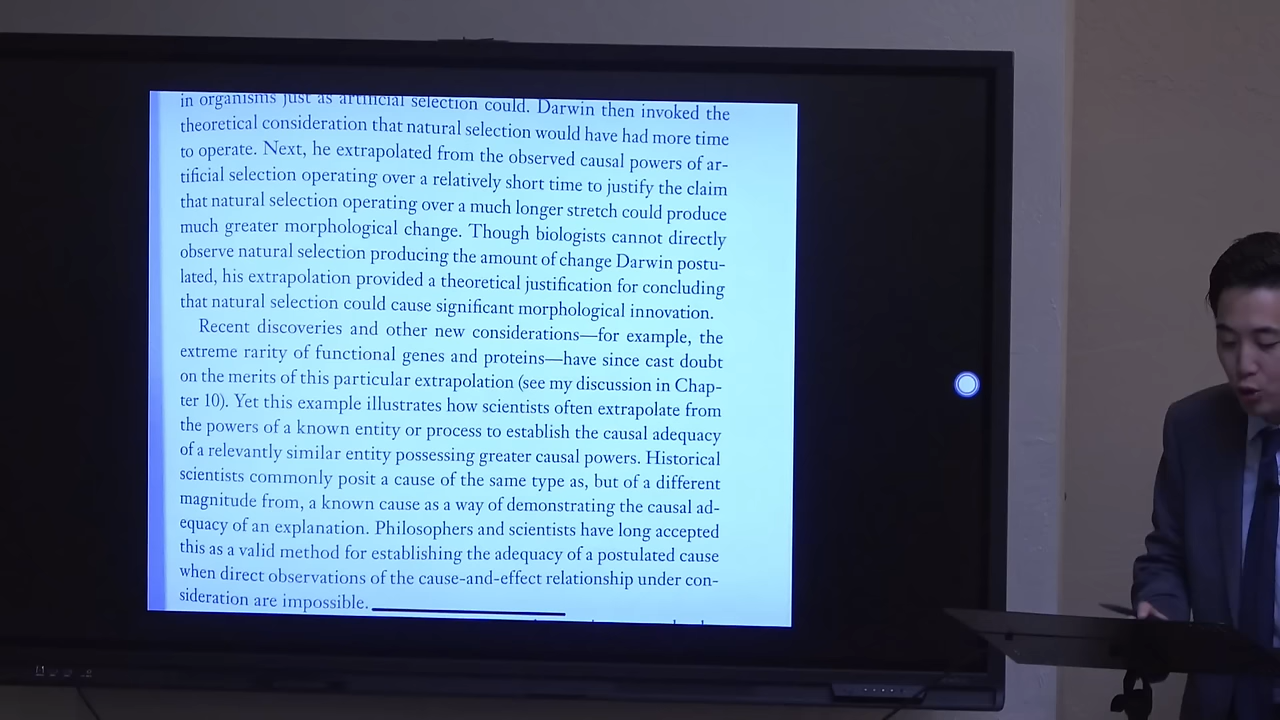 in organisms just as artificial selection could. Darwin then invoked the
theoretical consideration that natural selection would have had more time
to operate. Next, he extrapolated from the observed causal powers of ar-
tificial selection operating over a relatively short time to justify the claim
that natural selection operating over a much longer stretch could produce
much greater morphological change. Though biologists cannot directly
observe natural selection producing the amount of change Darwin postu-
lated, his extrapolation provided a theoretical justification for concluding
that natural selection could cause significant morphological innovation.
Recent discoveries and other new considerations—for example, the
extreme rarity of functional genes and proteins—have since cast doubt
on the merits of this particular extrapolation (see my discussion in Chap-
ter 10). Yet this example illustrates how scientists often extrapolate from
the powers of a known entity or process to establish the causal adequacy
of a relevantly similar entity possessing greater causal powers. Historical
scientists commonly posit a cause of the same type as, but of a different
magnitude from, a known cause as a way of demonstrating the causal ad-
equacy of an explanation. Philosophers and scientists have long accepted
this as a valid method for establishing the adequacy of a postulated cause
when direct observations of the cause-and-effect relationship under con-
sideration are impossible.